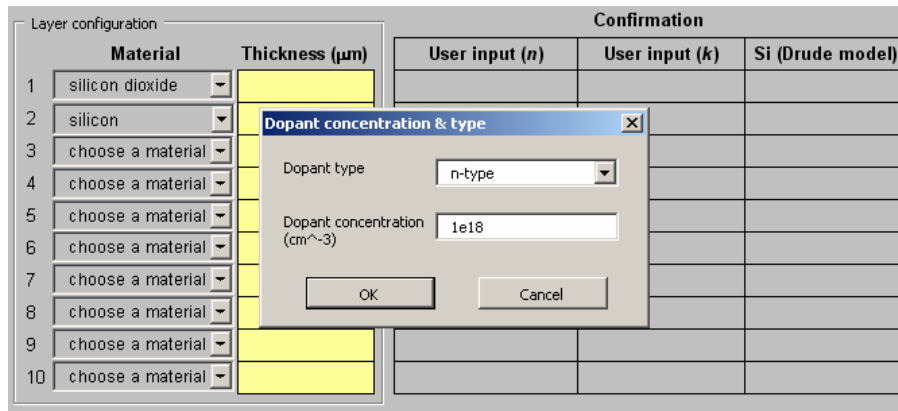 Layer configuration
Confirmation
Material Thickness (μm) User input (n) User input (k) Si (Drude model)
1 silicon dioxide
2 silicon
3 choose a material
4 choose a material
5 choose a material
6 choose a material
7 choose a material
8 choose a material
9 choose a material
10 choose a material
Dopant concentration & type
Dopant type n-type
Dopant concentration
(cm^-3) 1e18
OK Cancel